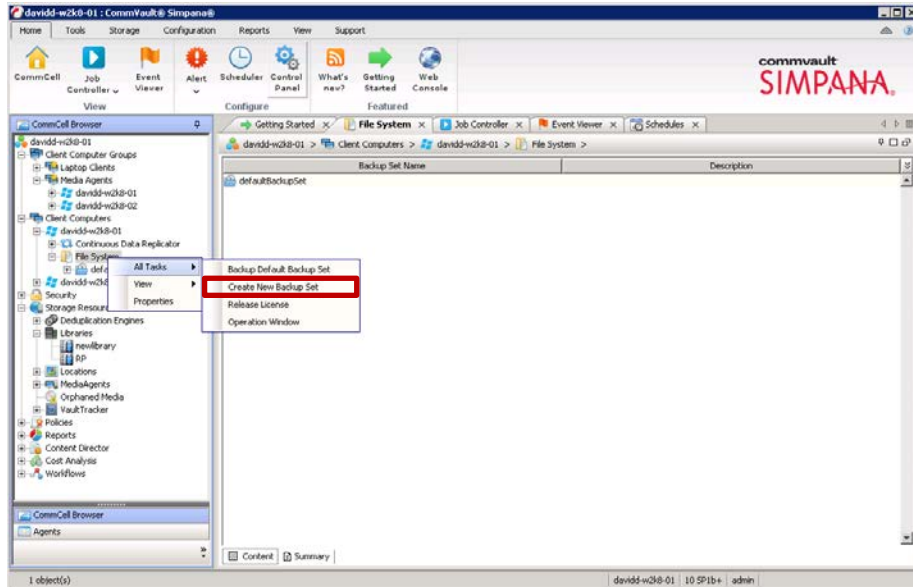 davidd-w2k8-01 : CommVault® Simpana®
Home Tools Storage Configuration Reports View Support
CommCell
Job Controller
Event Viewer
Alert
Scheduler
Control Panel
What's new?
Getting Started
Web Console
View
Configure
Featured
commvault
SIMPANA®
CommCell Browser
Getting Started
File System
Job Controller
Event Viewer
Schedules
davidd-w2k8-01 > Client Computers > davidd-w2k8-01 > File System >
Backup Set Name
Description
defaultBackupSet
davidd-w2k8-01
Client Computer Groups
Laptop Clients
Media Agents
davidd-w2k8-01
davidd-w2k8-02
Client Computers
davidd-w2k8-01
Continuous Data Replicator
File System
defa
davidd-w2k8
Security
Storage Resourc
Deduplication Engines
Libraries
newlibrary
RP
Locations
MediaAgents
Orphaned Media
VaultTracker
Policies
Reports
Content Director
Cost Analysis
Workflows
All Tasks
View
Properties
Backup Default Backup Set
Create New Backup Set
Release License
Operation Window
CommCell Browser
Agents
Content
Summary
1 object(s)
davidd-w2k8-01 10 SP1b+ admin